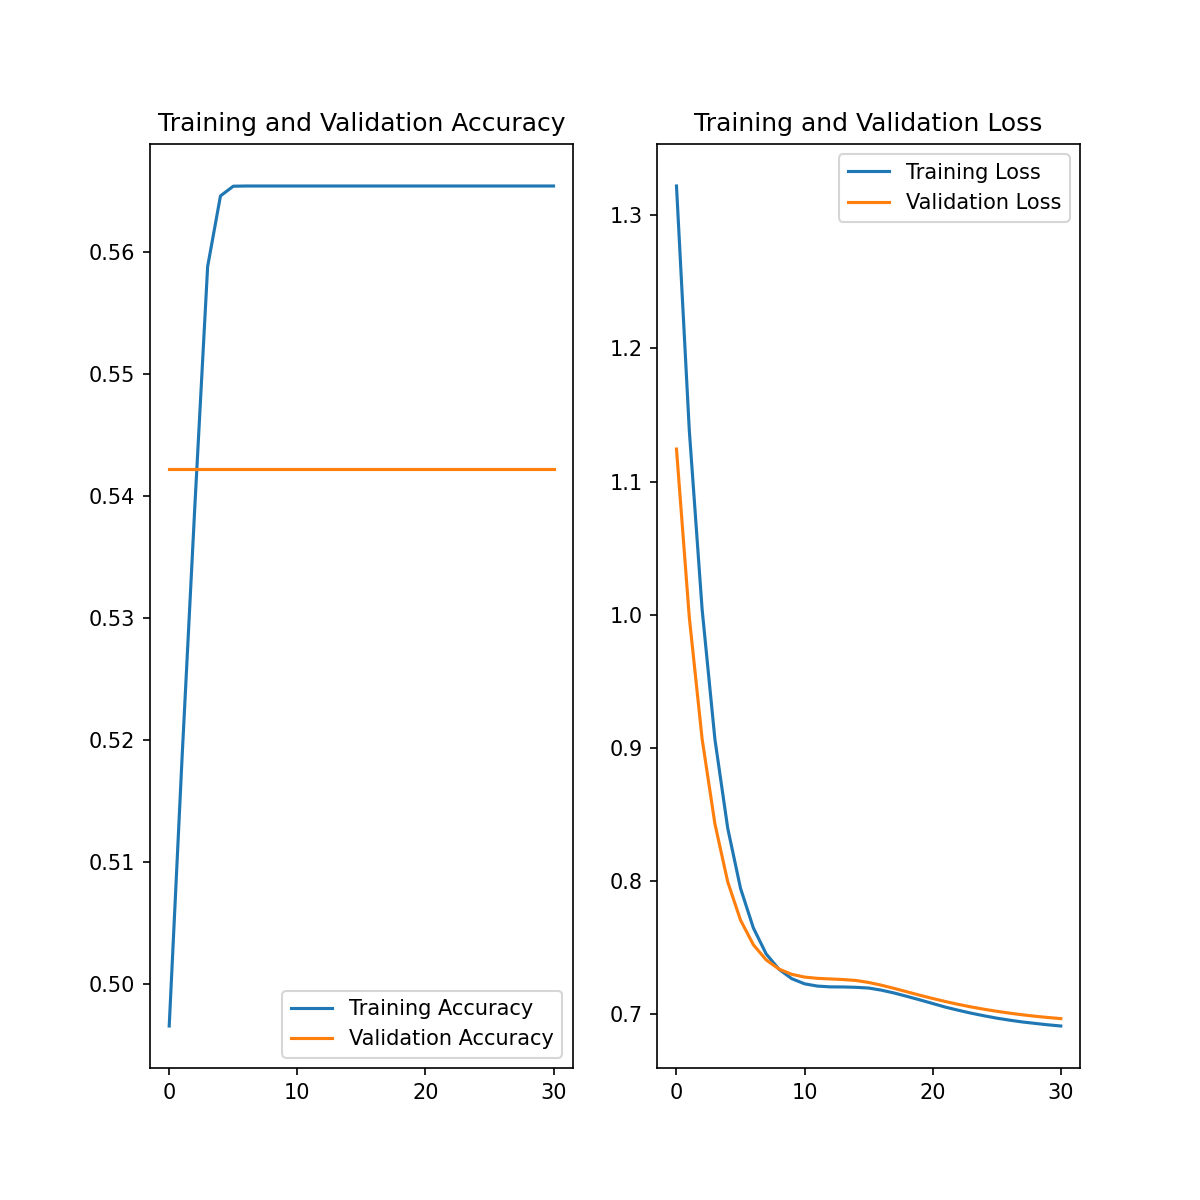 Training and Validation Accuracy
0.56
0.55
0.54
0.53
0.52
0.51
0.50
Training Accuracy
Validation Accuracy
0 10 20 30
Training and Validation Loss
Training Loss
Validation Loss
1.3
1.2
1.1
1.0
0.9
0.8
0.7
0 10 20 30